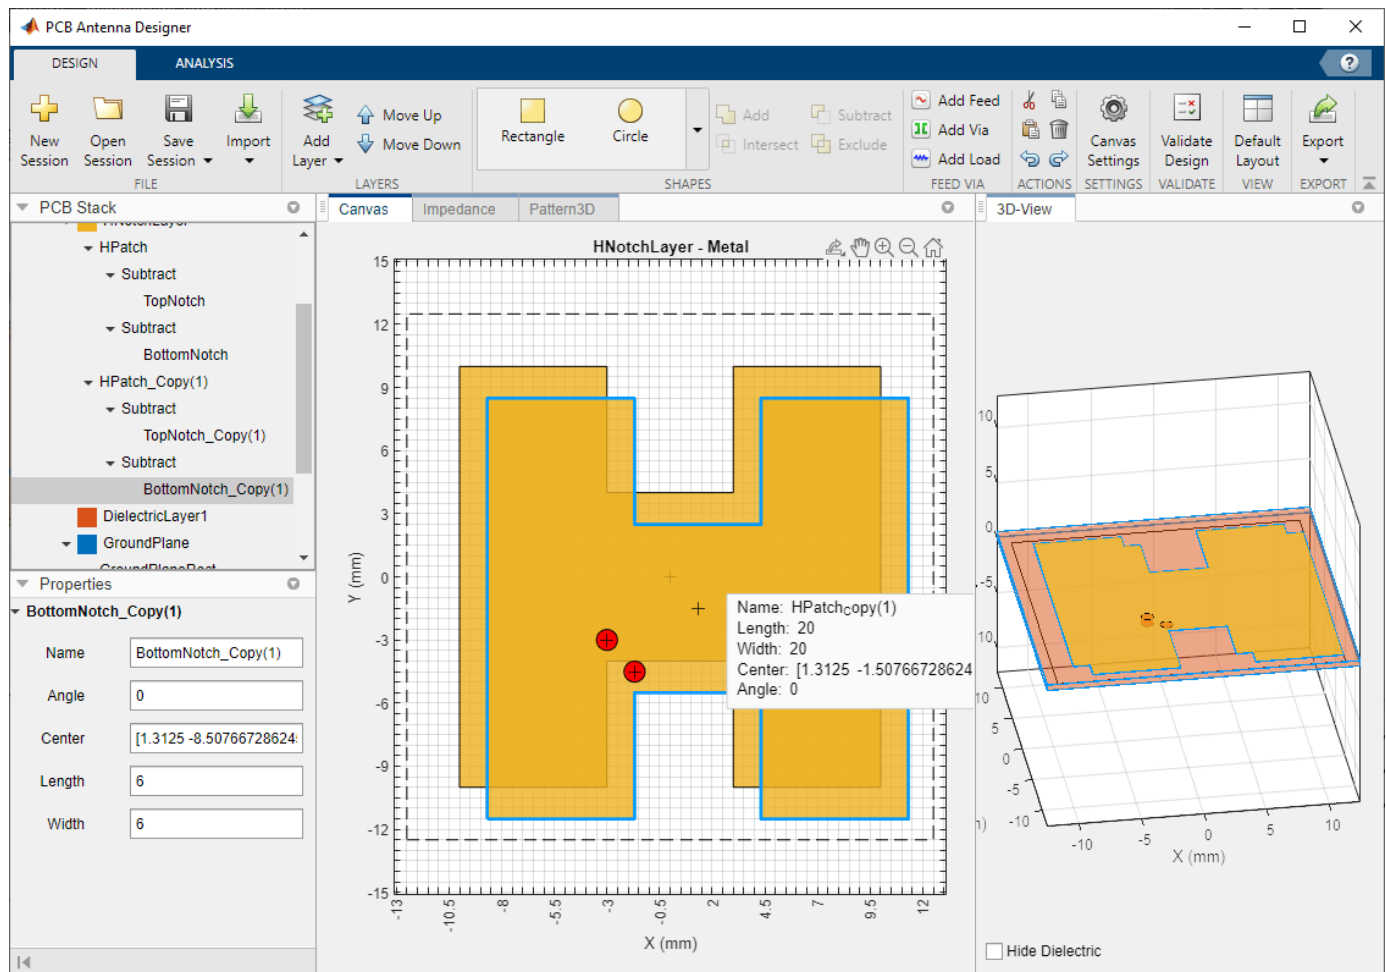 PCB Antenna Designer
DESIGN ANALYSIS
New Session
Open Session
Save Session
Import
FILE
Add Layer
Move Up
Move Down
LAYERS
Rectangle
Circle
Add
Subtract
Intersect
Exclude
SHAPES
Add Feed
Add Via
Add Load
FEED VIA
ACTIONS
Canvas Settings
SETTINGS
Validate Design
VALIDATE
Default Layout
VIEW
Export
EXPORT
PCB Stack
HNotchLayer
HPatch
Subtract
TopNotch
Subtract
BottomNotch
HPatch_Copy(1)
Subtract
TopNotch_Copy(1)
Subtract
BottomNotch_Copy(1)
DielectricLayer1
GroundPlane
Properties
BottomNotch_Copy(1)
Name BottomNotch_Copy(1)
Angle 0
Center [1.3125 -8.5076672862
Length 6
Width 6
Canvas Impedance Pattern3D
HNotchLayer - Metal
15
12
9
6
3
0
-3
-6
-9
-12
-15
Y (mm)
-13 -10.5 -8 -5.5 -3 -0.5 2 4.5 7 9.5 12
X (mm)
Name: HPatchcopy(1)
Length: 20
Width: 20
Center: [1.3125 -1.50766728624
Angle: 0
3D-View
10
5
0
-5
-10
10
5
0
-5
-10
-10 -5 0 5 10
X (mm)
Hide Dielectric